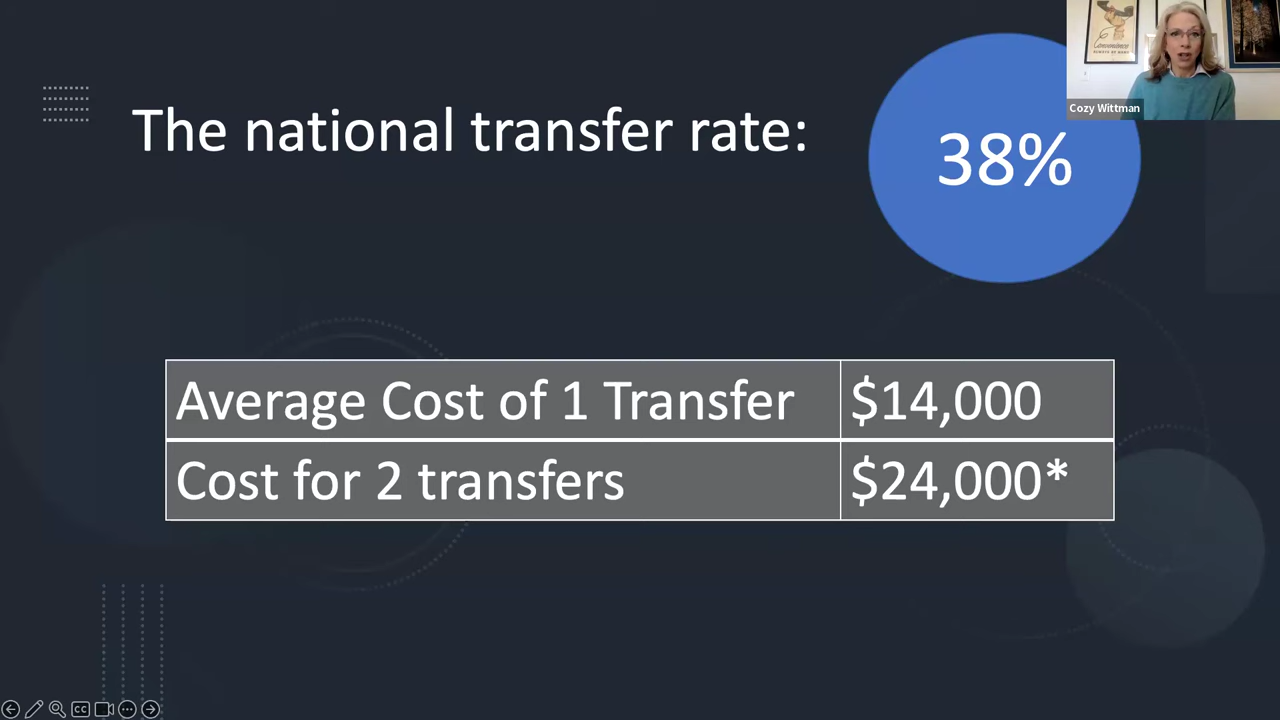 The national transfer rate:
38%
Cozy Wittman
Average Cost of 1 Transfer $14,000
Cost for 2 transfers $24,000*
CC